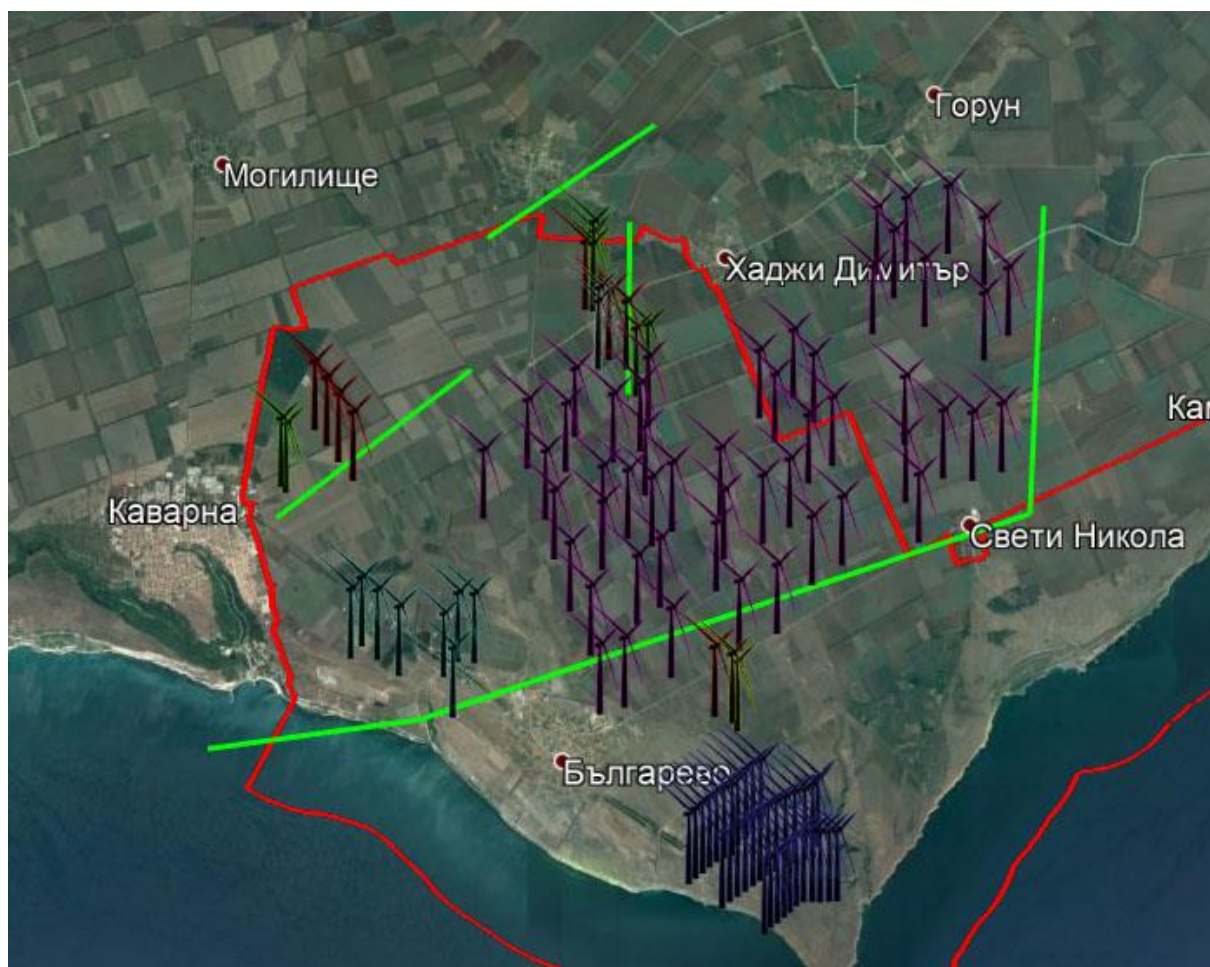 Горун
Могилище
Хаджи Димитър
Каварна
Свети Никола
Българево